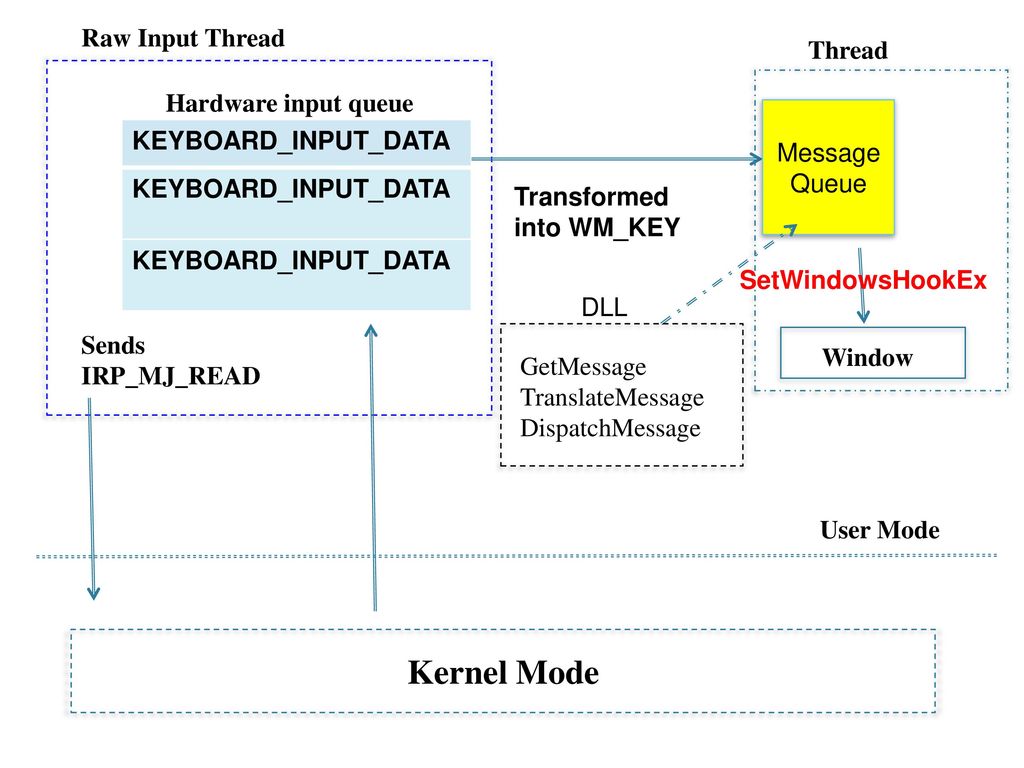 Raw Input Thread
Thread
Hardware input queue
KEYBOARD_INPUT_DATA
KEYBOARD_INPUT_DATA
KEYBOARD_INPUT_DATA
Message
Queue
Transformed
into WM_KEY
SetWindowsHookEx
DLL
Sends
IRP_MJ_READ
Window
GetMessage
TranslateMessage
DispatchMessage
User Mode
Kernel Mode